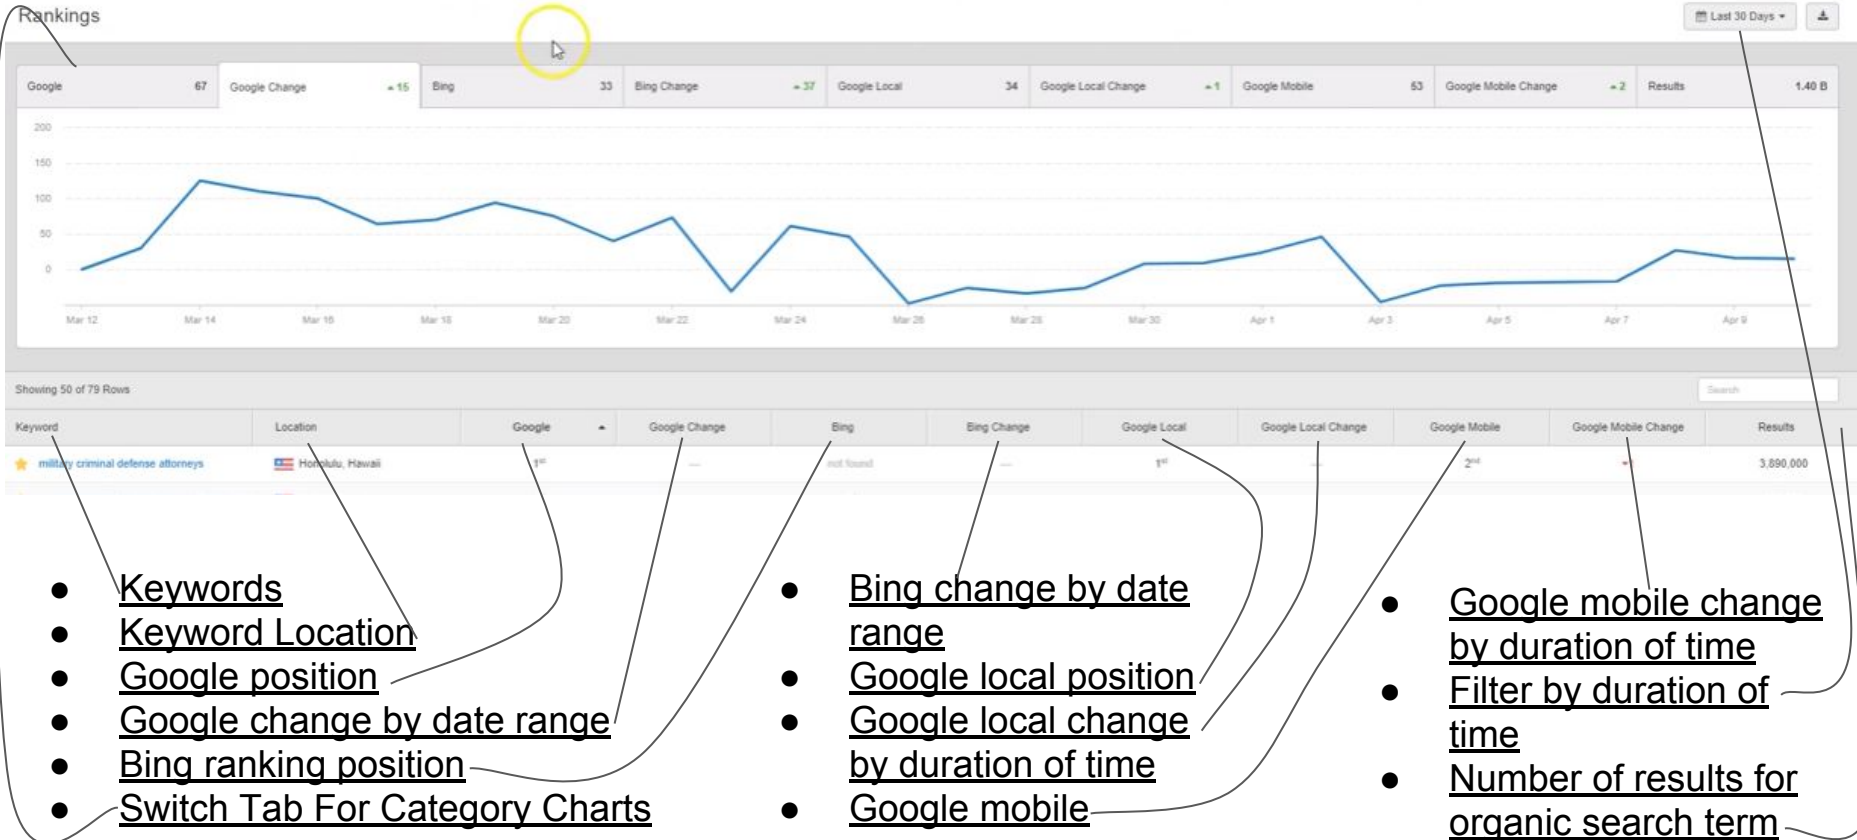 Rankings
Last 30 Days
Google 67 Google Change 15 Bing 33 Bing Change 37 Google Local 34 Google Local Change 1 Google Mobile 53 Google Mobile Change 2 Results 1.40 B
200
150
100
50
0
Mar 12 Mar 14 Mar 16 Mar 18 Mar 20 Mar 22 Mar 24 Mar 26 Mar 28 Mar 30 Apr 1 Apr 3 Apr 5 Apr 7 Apr 9
Showing 50 of 79 Rows
Search
Keyword Location Google Google Change Bing Bing Change Google Local Google Local Change Google Mobile Google Mobile Change Results
military criminal defense attorneys Honolulu, Hawaii 1st — not found — 1st — 2nd 1 3,890,000
● Keywords
● Keyword Location
● Google position
● Google change by date range
● Bing ranking position
● Switch Tab For Category Charts
● Bing change by date
range
● Google local position
● Google local change
by duration of time
● Google mobile
● Google mobile change
by duration of time
● Filter by duration of
time
● Number of results for
organic search term